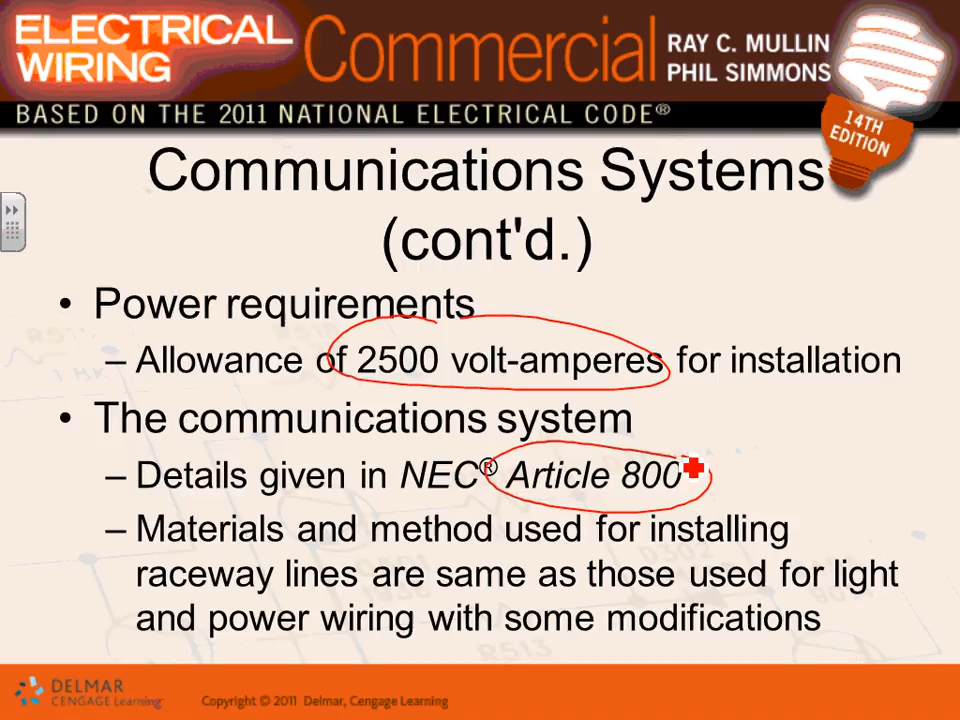 ELECTRICAL
WIRING
Commercial
RAY C. MULLIN
PHIL SIMMONS
BASED ON THE 2011 NATIONAL ELECTRICAL CODE®
14TH
EDITION
Communications Systems
(cont'd.)
• Power requirements
– Allowance of 2500 volt-amperes for installation
• The communications system
– Details given in NEC® Article 800
– Materials and method used for installing
raceway lines are same as those used for light
and power wiring with some modifications
R513
DELMAR
CENGAGE Learning
Copyright © 2011 Delmar, Cengage Learning